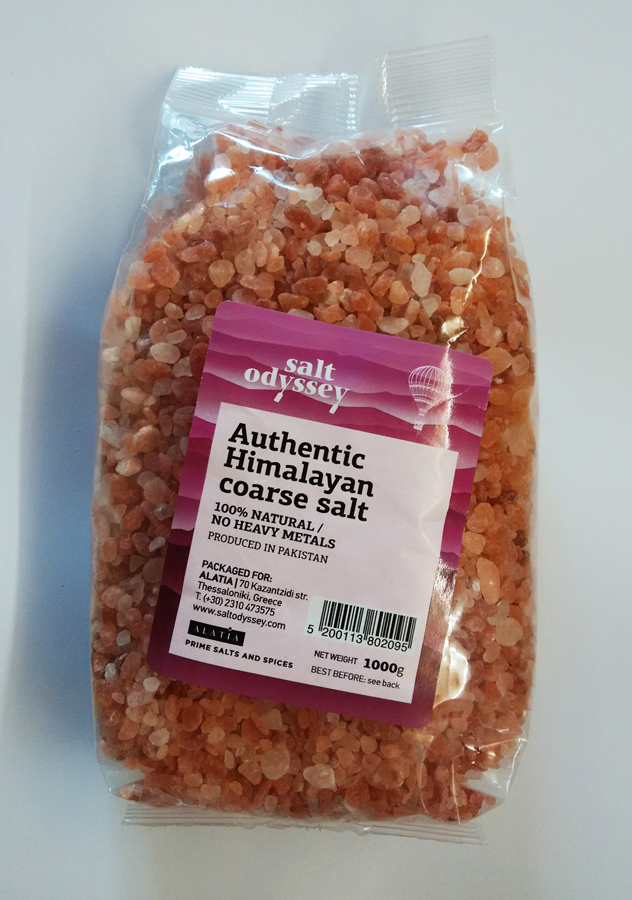 salt
odyssey
Authentic
Himalayan
coarse salt
100% NATURAL /
NO HEAVY METALS
PRODUCED IN PAKISTAN
PACKAGED FOR:
ALATIA | 70 Kazantzidi str.
Thessaloniki, Greece
T: (+30) 2310 473575
www.saltodyssey.com
ALATIA
PRIME SALTS AND SPICES
5 200113 802095
NET WEIGHT 1000g
BEST BEFORE: see back